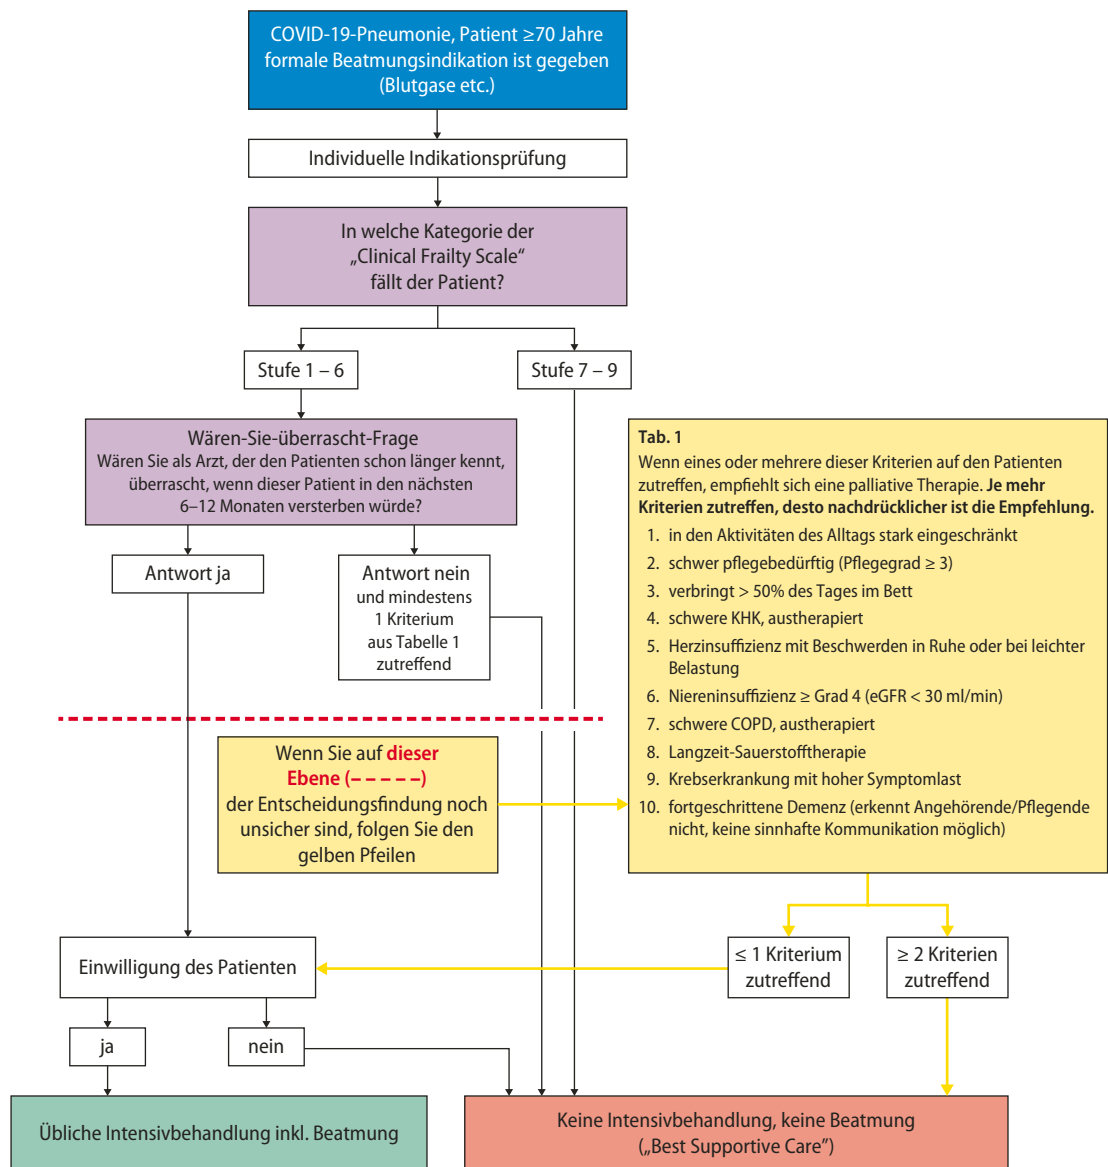 COVID-19-Pneumonie, Patient ≥70 Jahre
formale Beatmungsindikation ist gegeben
(Blutgase etc.)
Individuelle Indikationsprüfung
In welche Kategorie der
„Clinical Frailty Scale“
fällt der Patient?
Stufe 1 – 6
Stufe 7 – 9
Wären-Sie-überrascht-Frage
Wären Sie als Arzt, der den Patienten schon länger kennt,
überrascht, wenn dieser Patient in den nächsten
6–12 Monaten versterben würde?
Antwort ja
Antwort nein
und mindestens
1 Kriterium
aus Tabelle 1
zutreffend
Tab. 1
Wenn eines oder mehrere dieser Kriterien auf den Patienten
zutreffen, empfiehlt sich eine palliative Therapie. Je mehr
Kriterien zutreffen, desto nachdrücklicher ist die Empfehlung.
1. in den Aktivitäten des Alltags stark eingeschränkt
2. schwer pflegebedürftig (Pflegegrad ≥ 3)
3. verbringt > 50% des Tages im Bett
4. schwere KHK, austherapiert
5. Herzinsuffizienz mit Beschwerden in Ruhe oder bei leichter
Belastung
6. Niereninsuffizienz ≥ Grad 4 (eGFR < 30 ml/min)
7. schwere COPD, austherapiert
8. Langzeit-Sauerstofftherapie
9. Krebserkrankung mit hoher Symptomlast
10. fortgeschrittene Demenz (erkennt Angehörende/Pflegende
nicht, keine sinnhafte Kommunikation möglich)
Wenn Sie auf dieser
Ebene (– – – – –)
der Entscheidungsfindung noch
unsicher sind, folgen Sie den
gelben Pfeilen
Einwilligung des Patienten
≤ 1 Kriterium
zutreffend
≥ 2 Kriterien
zutreffend
ja
nein
Übliche Intensivbehandlung inkl. Beatmung
Keine Intensivbehandlung, keine Beatmung
(„Best Supportive Care”)